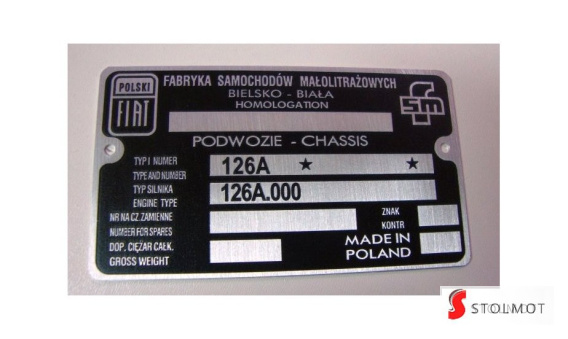 POLSKI
FIAT
FABRYKA SAMOCHODÓW MAŁOLITRAŻOWYCH
BIELSKO - BIAŁA
HOMOLOGATION
fsm
PODWOZIE - CHASSIS
TYP I NUMER
TYPE AND NUMBER
126A ★ ★
TYP SILNIKA
ENGINE TYPE
126A.000
NR NA CZ. ZAMIENNE
NUMBER FOR SPARES
ZNAK
KONTR
DOP. CIĘŻAR CAŁK.
GROSS WEIGHT
MADE IN
POLAND
STOLMOT